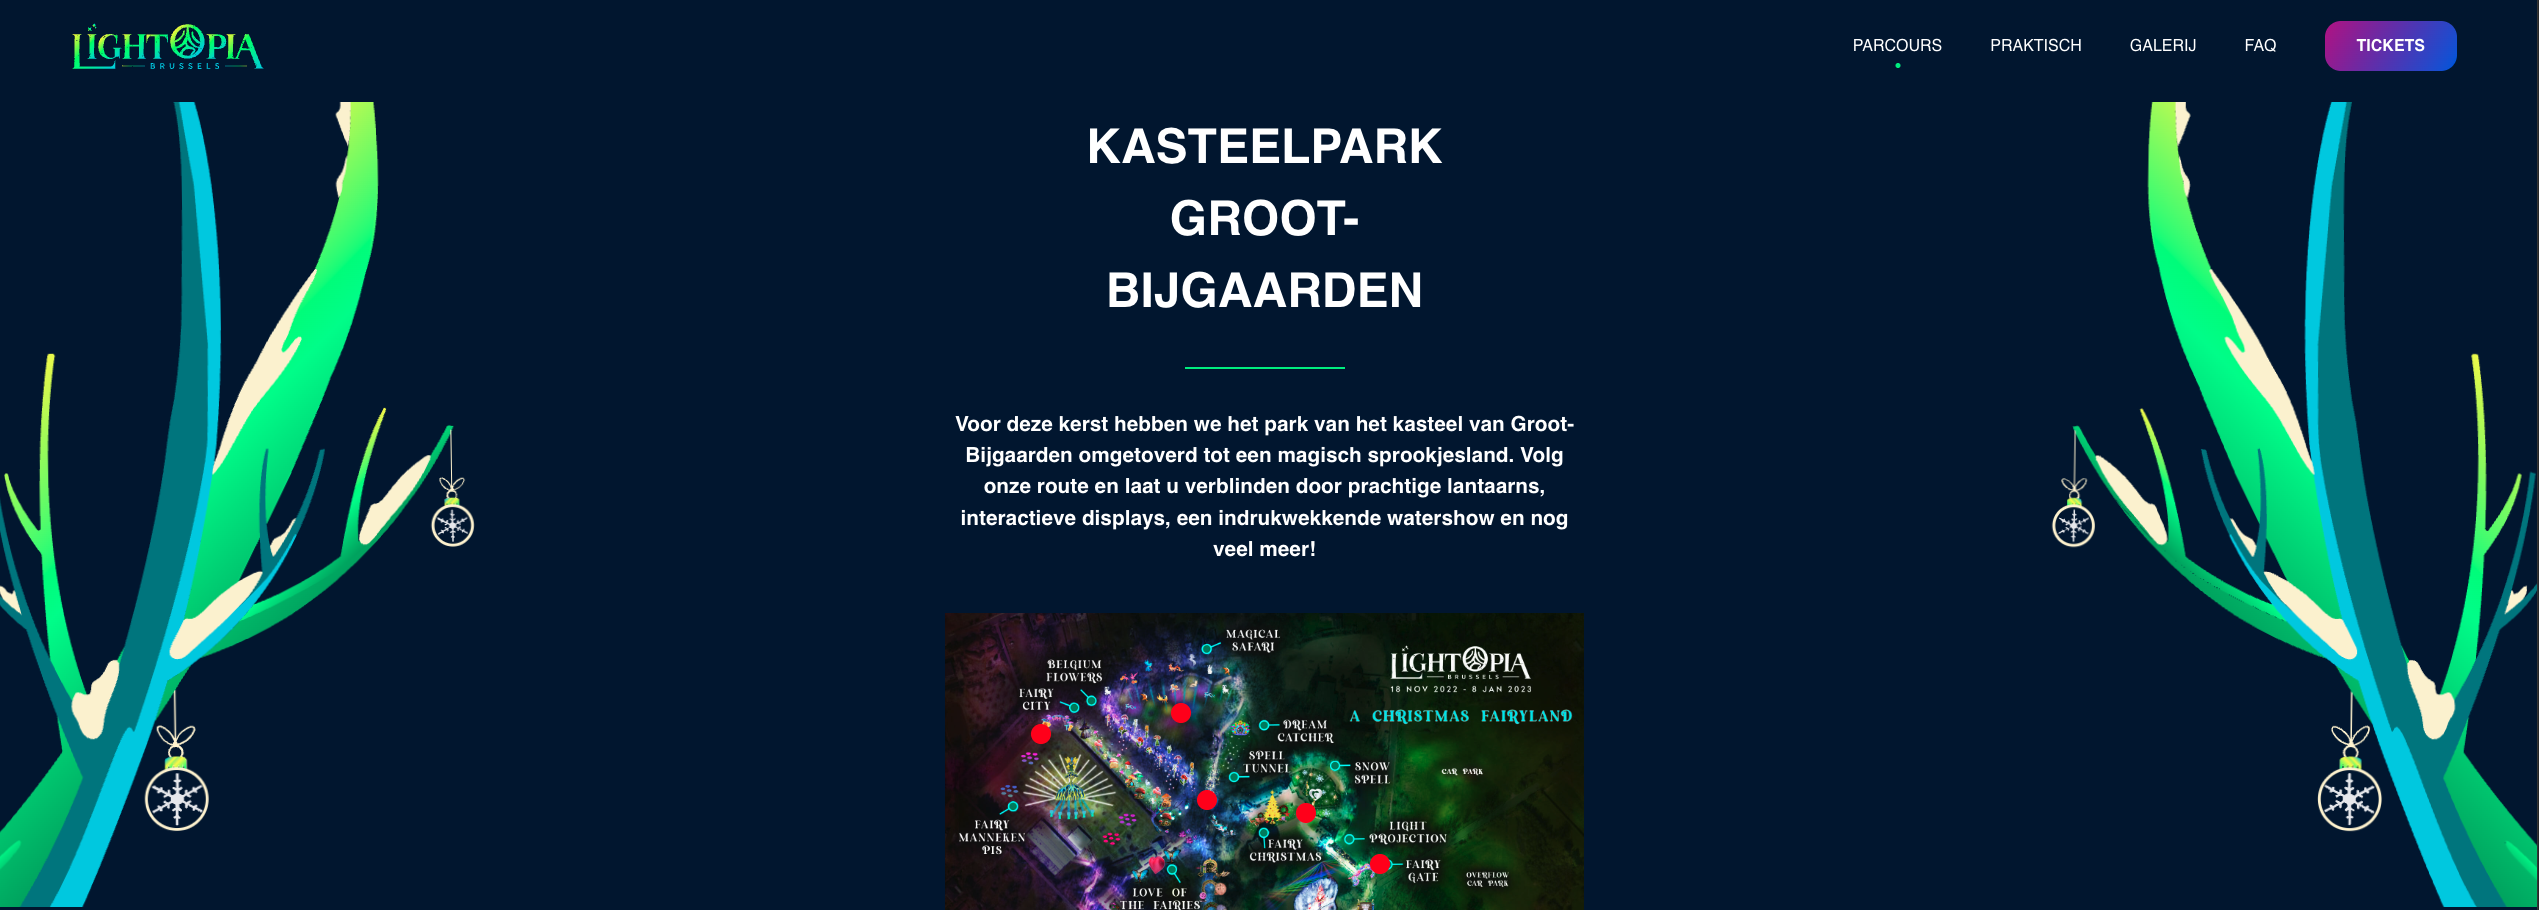 LIGHTOPIA
BRUSSELS
PARCOURS
PRAKTISCH
GALERIJ
FAQ
TICKETS
KASTEELPARK
GROOT-
BIJGAARDEN
Voor deze kerst hebben we het park van het kasteel van Groot-
Bijgaarden omgetoverd tot een magisch sprookjesland. Volg
onze route en laat u verblinden door prachtige lantaarns,
interactieve displays, een indrukwekkende watershow en nog
veel meer!
MAGICAL
SAFARI
BELGIUM
FLOWERS
FAIRY
CITY
LIGHTOPIA
BRUSSELS
18 NOV 2022 - 8 JAN 2023
A CHRISTMAS FAIRYLAND
DREAM
CATCHER
SPELL
TUNNEL
SNOW
SPELL
CAR PARK
FAIRY
MANNEKEN
PIS
LIGHT
PROJECTION
FAIRY
CHRISTMAS
FAIRY
GATE
OVERFLOW
CAR PARK
LOVE OF
THE FAIRIES